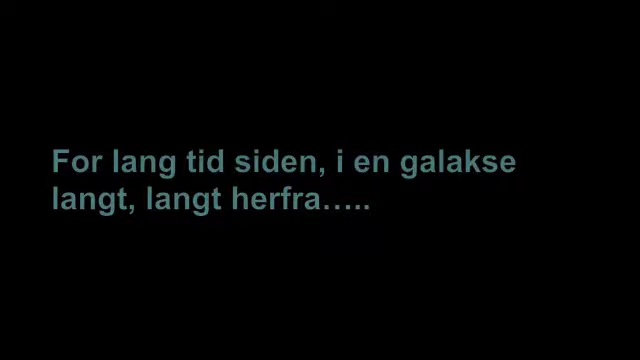 For lang tid siden, i en galakse
langt, langt herfra…..